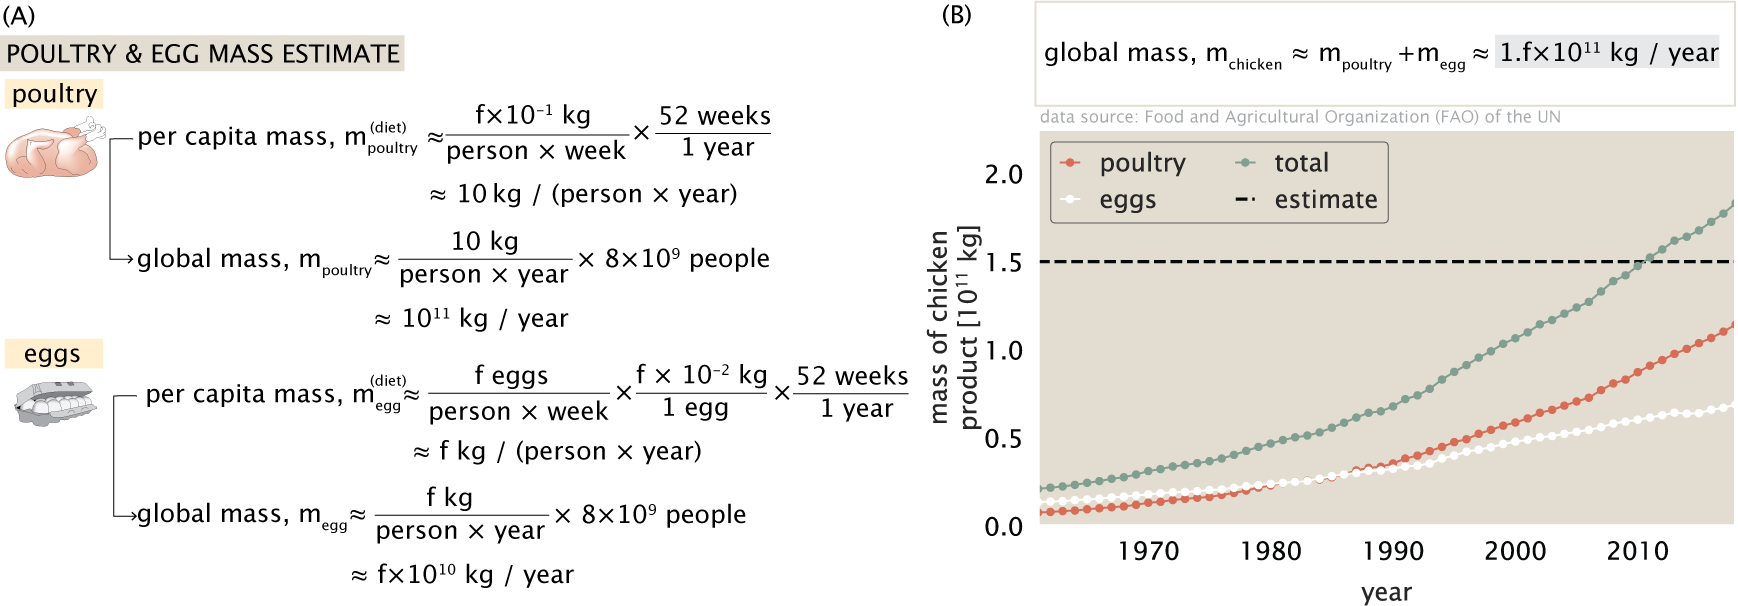 (A)
POULTRY & EGG MASS ESTIMATE
poultry
per capita mass, m(diet)poultry ≈ f×10⁻¹ kg / person × week × 52 weeks / 1 year
≈ 10 kg / (person × year)
global mass, mpoultry ≈ 10 kg / person × year × 8×10⁹ people
≈ 10¹¹ kg / year
eggs
per capita mass, m(diet)egg ≈ f eggs / person × week × f × 10⁻² kg / 1 egg × 52 weeks / 1 year
≈ f kg / (person × year)
global mass, megg ≈ f kg / person × year × 8×10⁹ people
≈ f×10¹⁰ kg / year
(B)
global mass, mchicken ≈ mpoultry +megg ≈ 1.f×10¹¹ kg / year
data source: Food and Agricultural Organization (FAO) of the UN
poultry
eggs
total
estimate
mass of chicken
product [10¹¹ kg]
2.0
1.5
1.0
0.5
0.0
1970 1980 1990 2000 2010
year